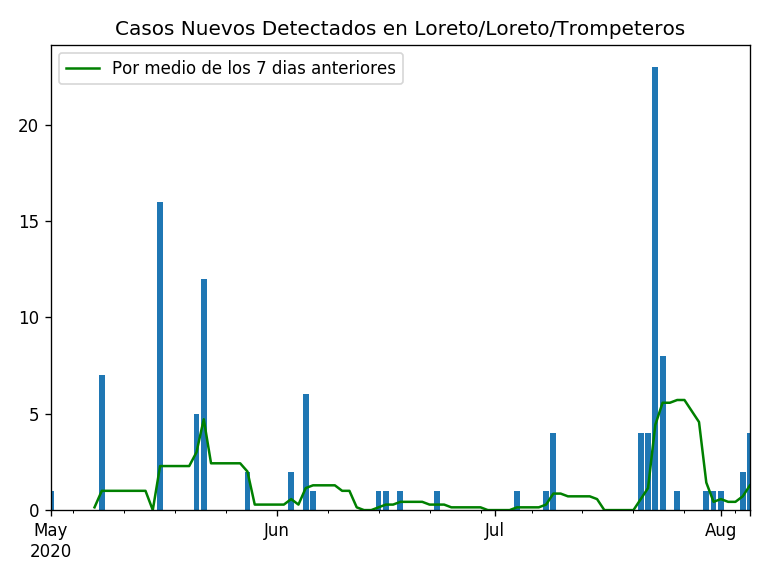 Casos Nuevos Detectados en Loreto/Loreto/Trompeteros
Por medio de los 7 dias anteriores
20
15
10
5
0
May Jun Jul Aug
2020